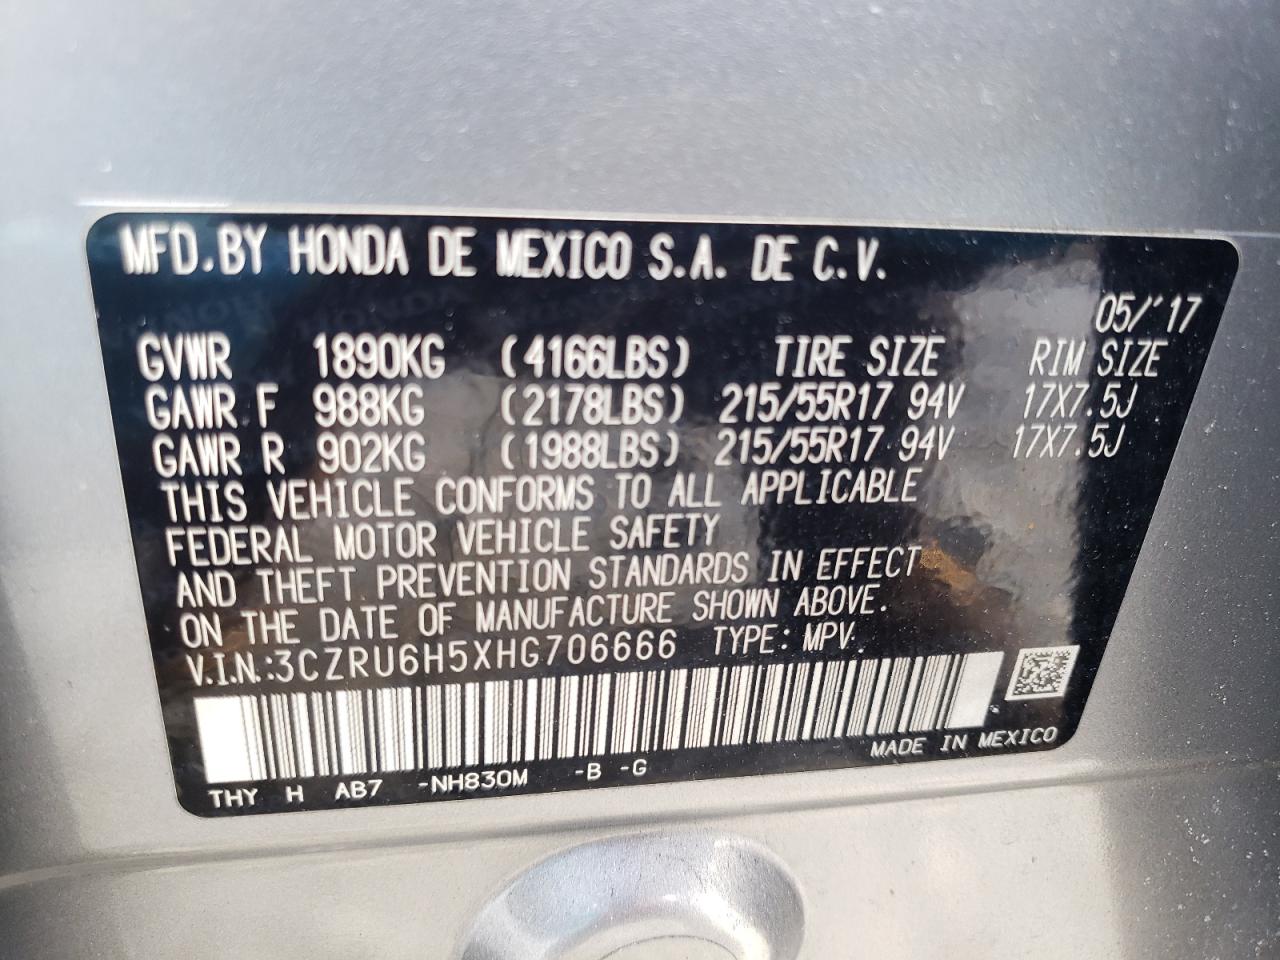 MFD.BY HONDA DE MEXICO S.A. DE C.V.
05/'17
GVWR 1890KG (4166LBS) TIRE SIZE RIM SIZE
GAWR F 988KG (2178LBS) 215/55R17 94V 17X7.5J
GAWR R 902KG (1988LBS) 215/55R17 94V 17X7.5J
THIS VEHICLE CONFORMS TO ALL APPLICABLE
FEDERAL MOTOR VEHICLE SAFETY
AND THEFT PREVENTION STANDARDS IN EFFECT
ON THE DATE OF MANUFACTURE SHOWN ABOVE.
V.I.N.:3CZRU6H5XHG706666 TYPE: MPV.
THY H AB7 -NH830M -B -G MADE IN MEXICO